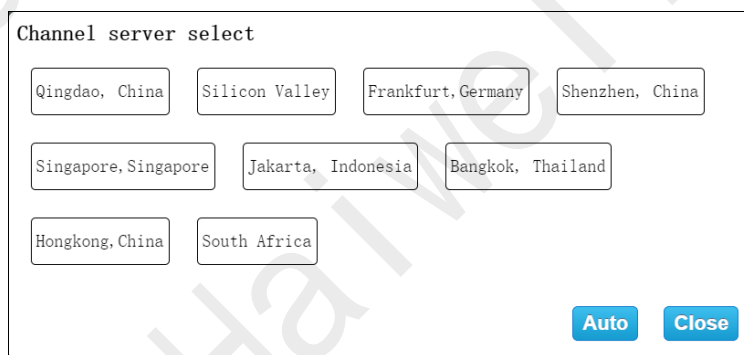 Channel server select
Qingdao, China Silicon Valley Frankfurt,Germany Shenzhen, China
Singapore,Singapore Jakarta, Indonesia Bangkok, Thailand
Hongkong,China South Africa
Auto Close
Haiwel